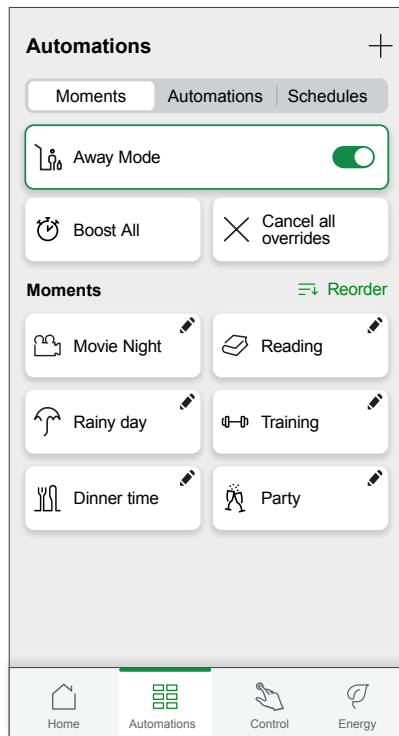 Automations
Moments Automations Schedules
Away Mode
Boost All
Cancel all
overrides
Moments
Reorder
Movie Night
Reading
Rainy day
Training
Dinner time
Party
Home
Automations
Control
Energy